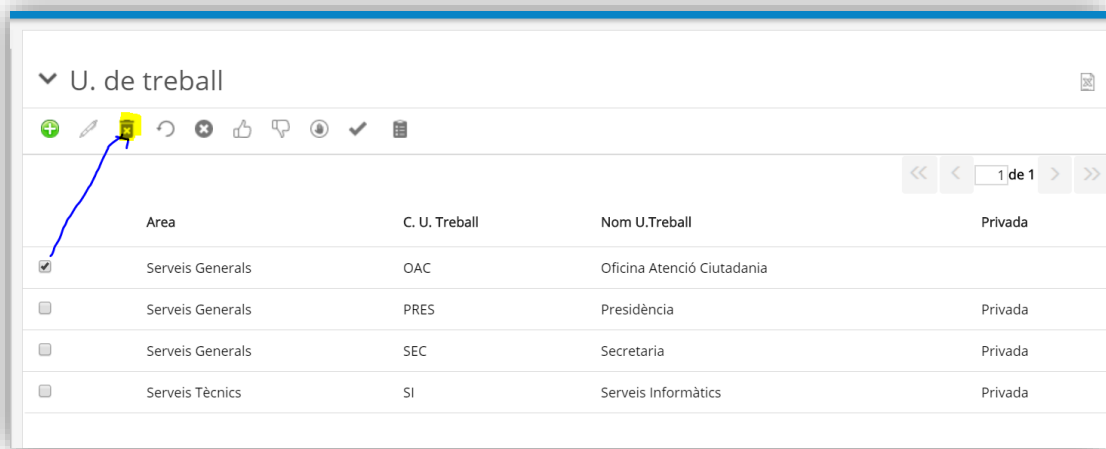 U. de treball
1 de 1
Area C. U. Treball Nom U.Treball Privada
Serveis Generals OAC Oficina Atenció Ciutadania
Serveis Generals PRES Presidència Privada
Serveis Generals SEC Secretaria Privada
Serveis Tècnics SI Serveis Informàtics Privada